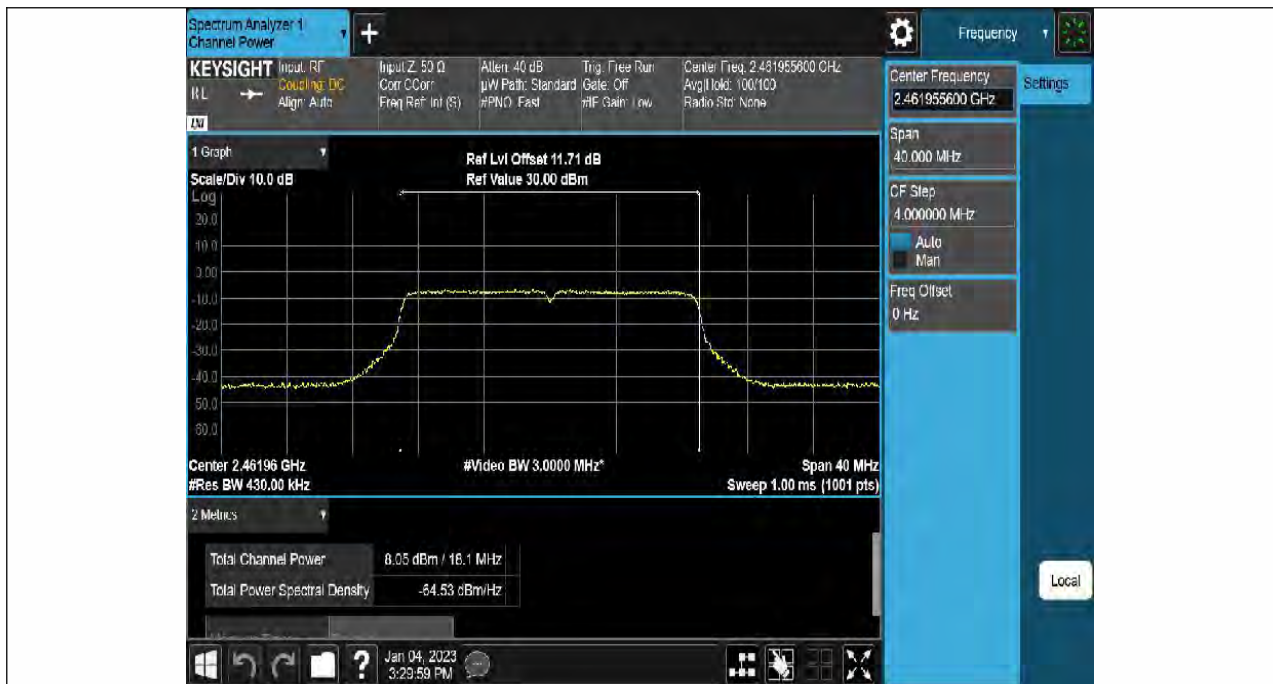 Spectrum Analyzer 1
Channel Power
+
Frequency
KEYSIGHT
Input: RF
Coupling: DC
Align: Auto
RL
LXI
Input Z: 50 Ω
Corr CCorr
Freq Ref: Int (S)
Atten: 40 dB
µW Path: Standard
#PNO: Fast
Trig: Free Run
Gate: Off
#IF Gain: Low
Center Freq: 2.461955600 GHz
Avg|Hold: 100/100
Radio Std: None
Center Frequency
2.461955600 GHz
Settings
Span
40.000 MHz
CF Step
4.000000 MHz
Auto
Man
Freq Offset
0 Hz
1 Graph
Scale/Div 10.0 dB
Ref Lvl Offset 11.71 dB
Ref Value 30.00 dBm
Log
20.0
10.0
0.00
-10.0
-20.0
-30.0
-40.0
-50.0
-60.0
Center 2.46196 GHz
#Res BW 430.00 kHz
#Video BW 3.0000 MHz*
Span 40 MHz
Sweep 1.00 ms (1001 pts)
2 Metrics
Total Channel Power 8.05 dBm / 18.1 MHz
Total Power Spectral Density -64.53 dBm/Hz
Local
?
Jan 04, 2023
3:29:59 PM